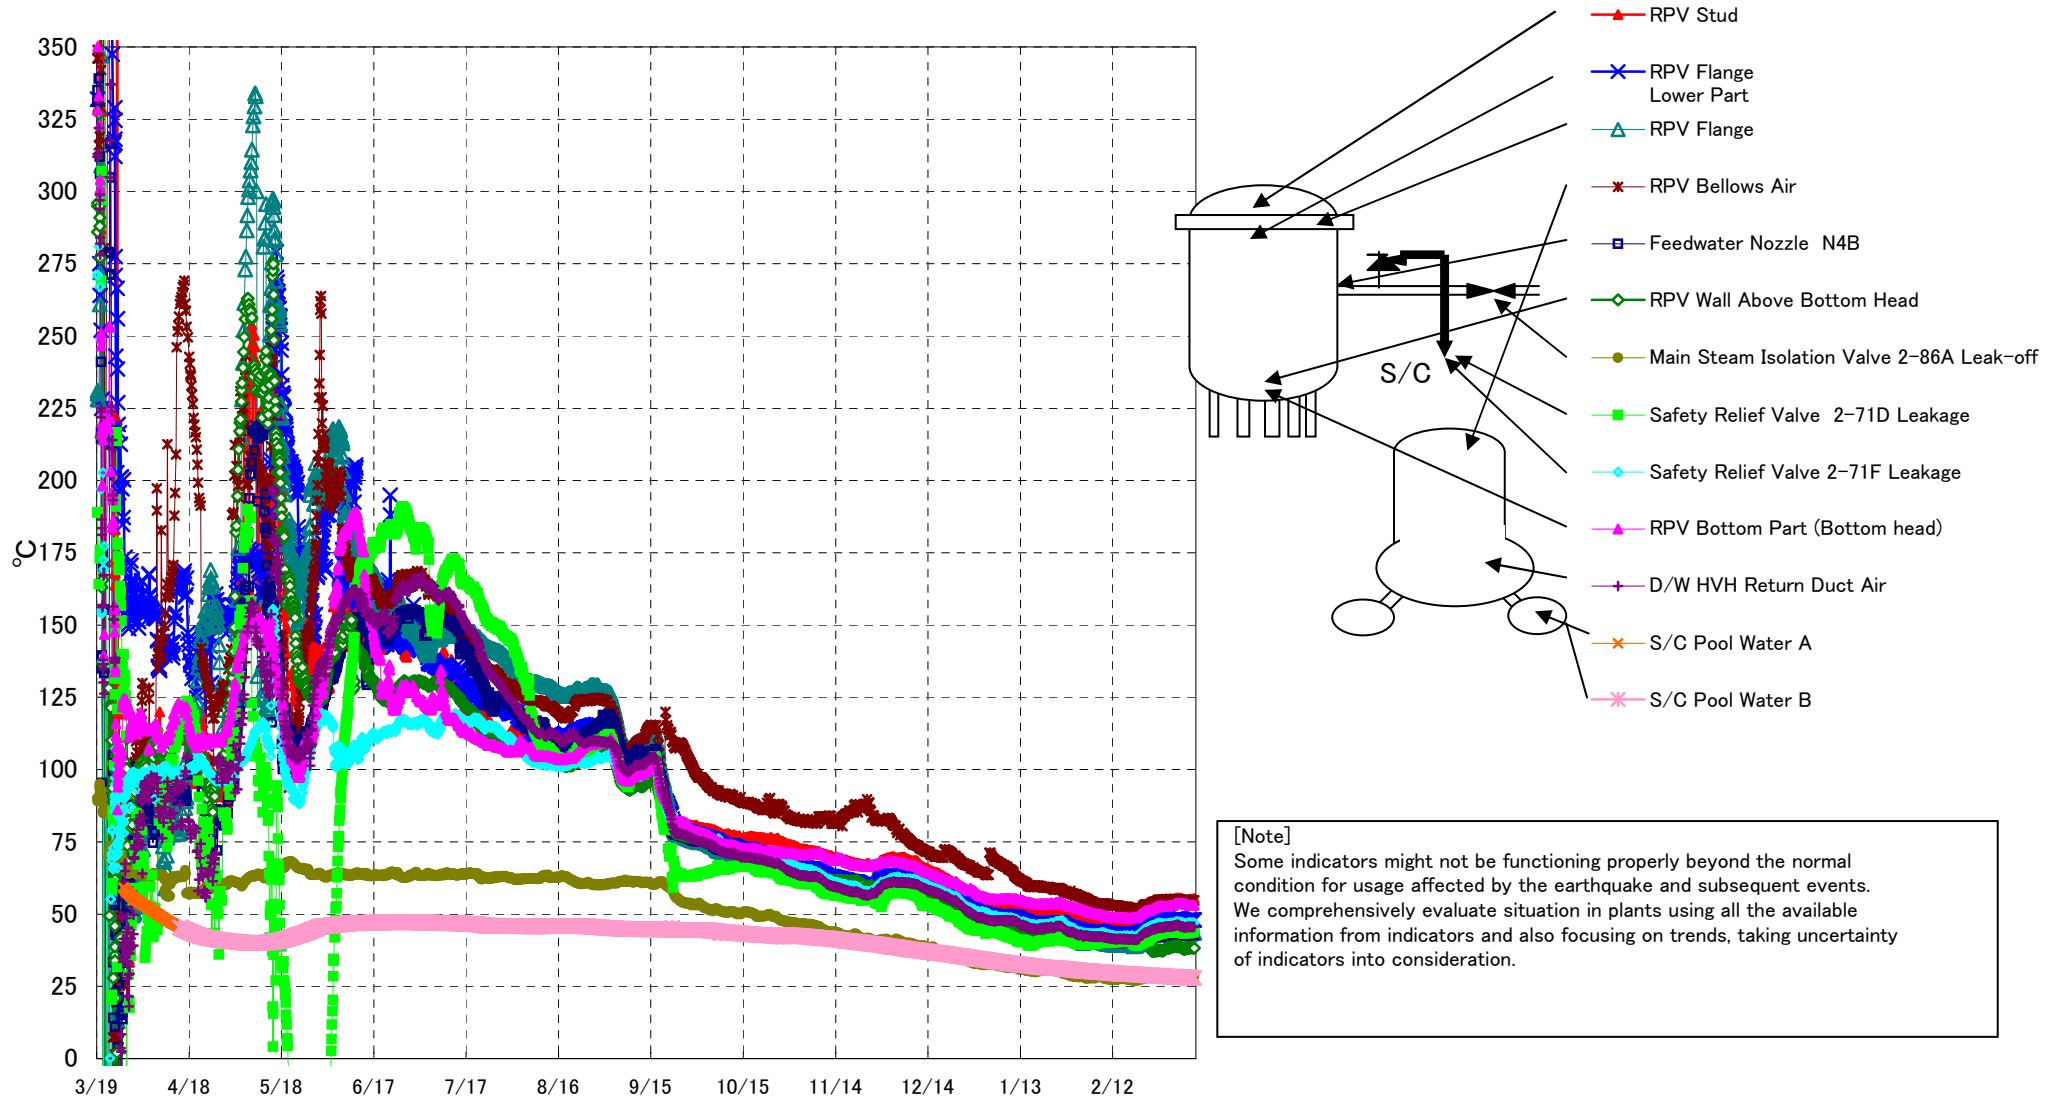 350
325
300
275
250
225
200
175
150
125
100
75
50
25
0
℃
3/19 4/18 5/18 6/17 7/17 8/16 9/15 10/15 11/14 12/14 1/13 2/12
RPV Stud
RPV Flange
Lower Part
RPV Flange
RPV Bellows Air
Feedwater Nozzle N4B
RPV Wall Above Bottom Head
Main Steam Isolation Valve 2-86A Leak-off
Safety Relief Valve 2-71D Leakage
Safety Relief Valve 2-71F Leakage
RPV Bottom Part (Bottom head)
D/W HVH Return Duct Air
S/C Pool Water A
S/C Pool Water B
S/C
[Note]
Some indicators might not be functioning properly beyond the normal
condition for usage affected by the earthquake and subsequent events.
We comprehensively evaluate situation in plants using all the available
information from indicators and also focusing on trends, taking uncertainty
of indicators into consideration.